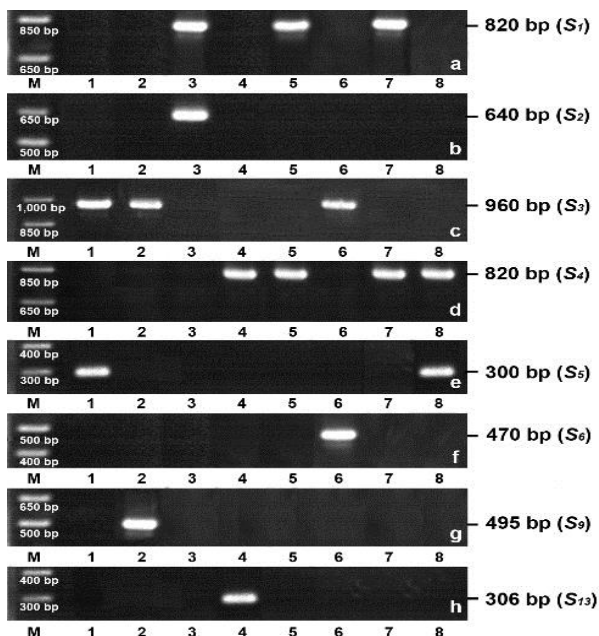 850 bp
650 bp
a
820 bp (S1)
M 1 2 3 4 5 6 7 8
650 bp
500 bp
b
640 bp (S2)
M 1 2 3 4 5 6 7 8
1,000 bp
850 bp
c
960 bp (S3)
M 1 2 3 4 5 6 7 8
850 bp
650 bp
d
820 bp (S4)
M 1 2 3 4 5 6 7 8
400 bp
300 bp
e
300 bp (S5)
M 1 2 3 4 5 6 7 8
500 bp
400 bp
f
470 bp (S6)
M 1 2 3 4 5 6 7 8
650 bp
500 bp
g
495 bp (S9)
M 1 2 3 4 5 6 7 8
400 bp
300 bp
h
306 bp (S13)
M 1 2 3 4 5 6 7 8